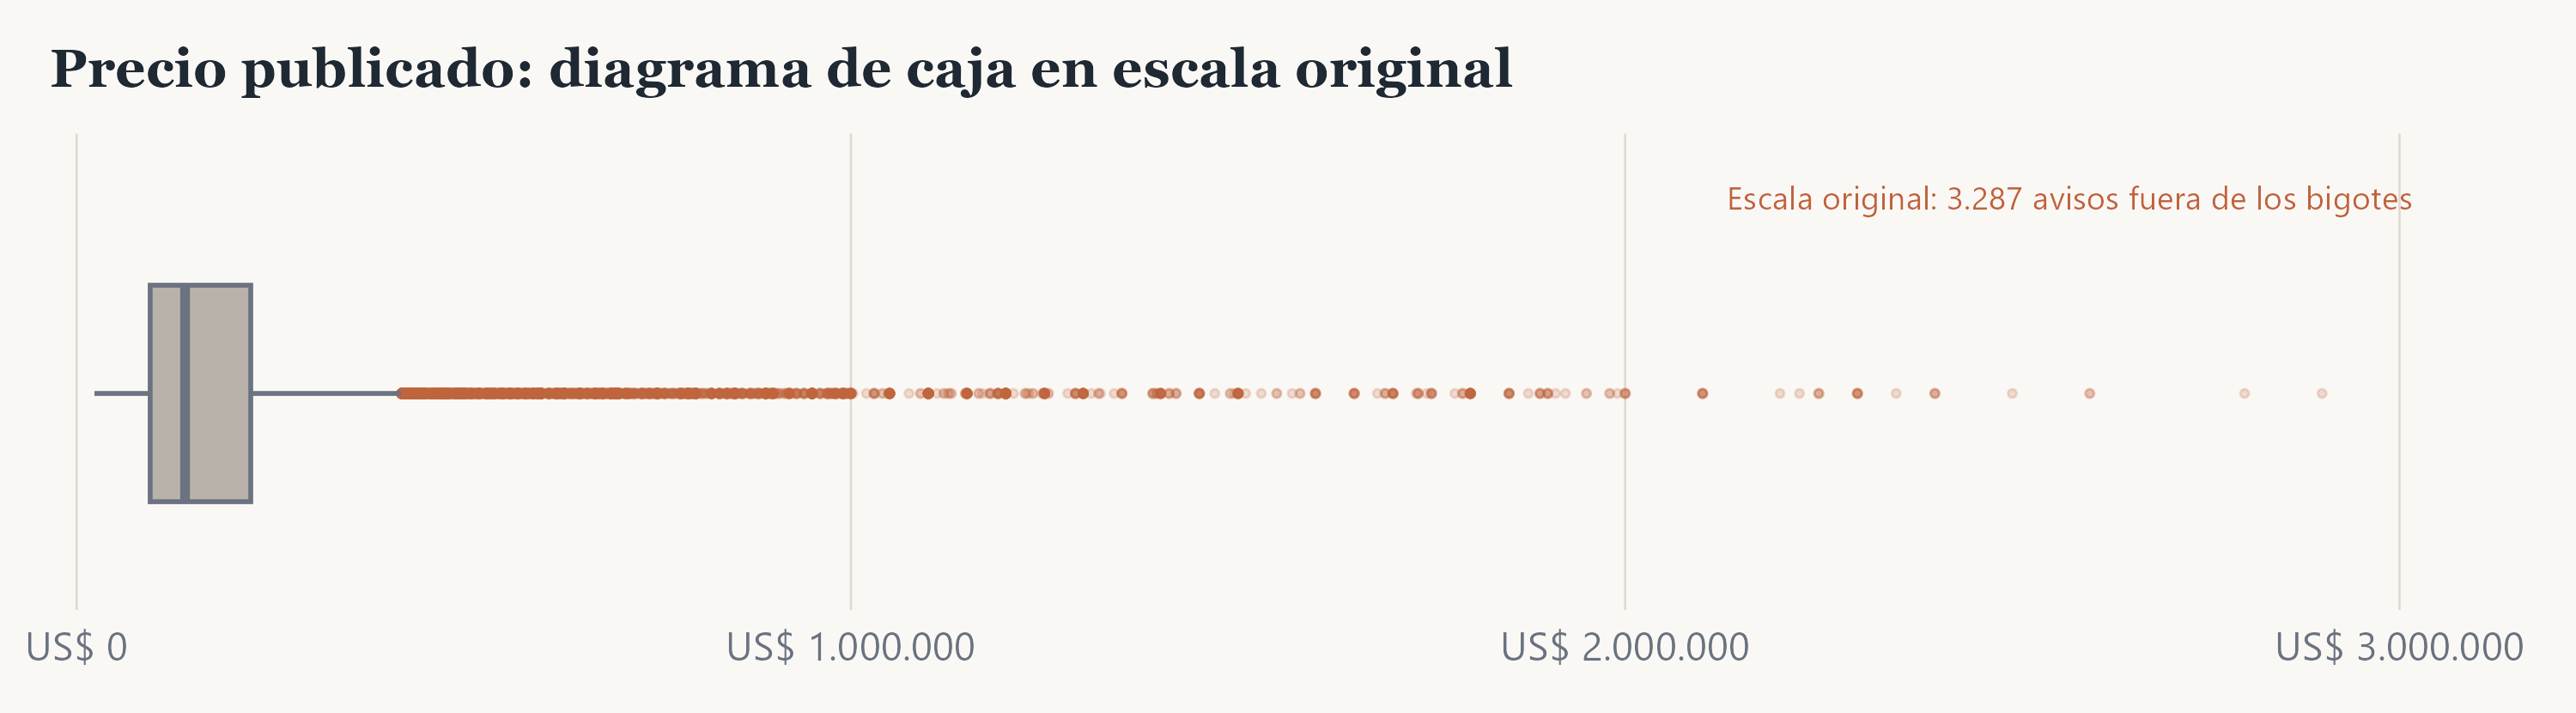 Precio publicado: diagrama de caja en escala original
Escala original: 3.287 avisos fuera de los bigotes
US$ 0
US$ 1.000.000
US$ 2.000.000
US$ 3.000.000